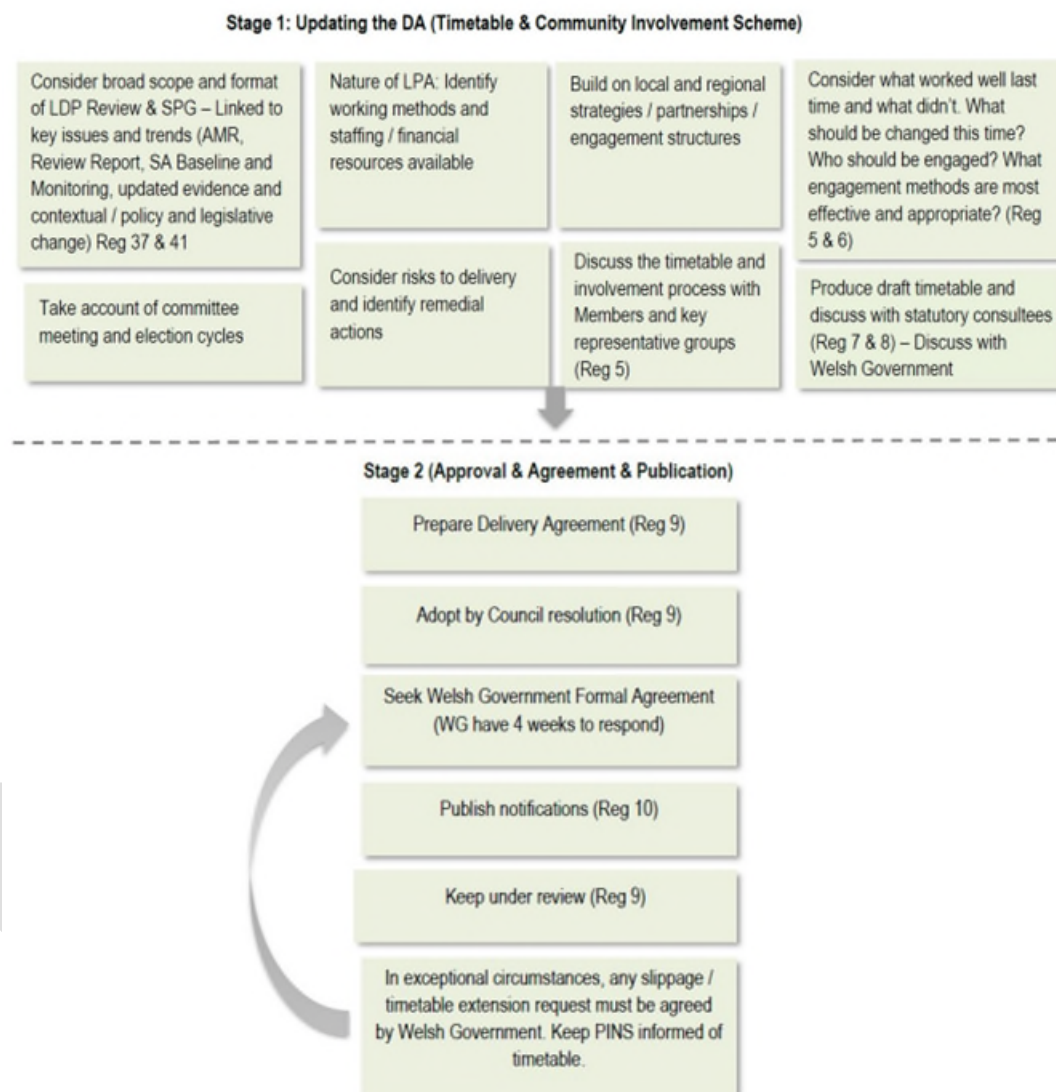 Stage 1: Updating the DA (Timetable & Community Involvement Scheme)
Consider broad scope and format
of LDP Review & SPG – Linked to
key issues and trends (AMR,
Review Report, SA Baseline and
Monitoring, updated evidence and
contextual / policy and legislative
change) Reg 37 & 41
Nature of LPA: Identify
working methods and
staffing / financial
resources available
Build on local and regional
strategies / partnerships /
engagement structures
Consider what worked well last
time and what didn't. What
should be changed this time?
Who should be engaged? What
engagement methods are most
effective and appropriate? (Reg
5 & 6)
Take account of committee
meeting and election cycles
Consider risks to delivery
and identify remedial
actions
Discuss the timetable and
involvement process with
Members and key
representative groups
(Reg 5)
Produce draft timetable and
discuss with statutory consultees
(Reg 7 & 8) – Discuss with
Welsh Government
Stage 2 (Approval & Agreement & Publication)
Prepare Delivery Agreement (Reg 9)
Adopt by Council resolution (Reg 9)
Seek Welsh Government Formal Agreement
(WG have 4 weeks to respond)
Publish notifications (Reg 10)
Keep under review (Reg 9)
In exceptional circumstances, any slippage /
timetable extension request must be agreed
by Welsh Government. Keep PINS informed of
timetable.